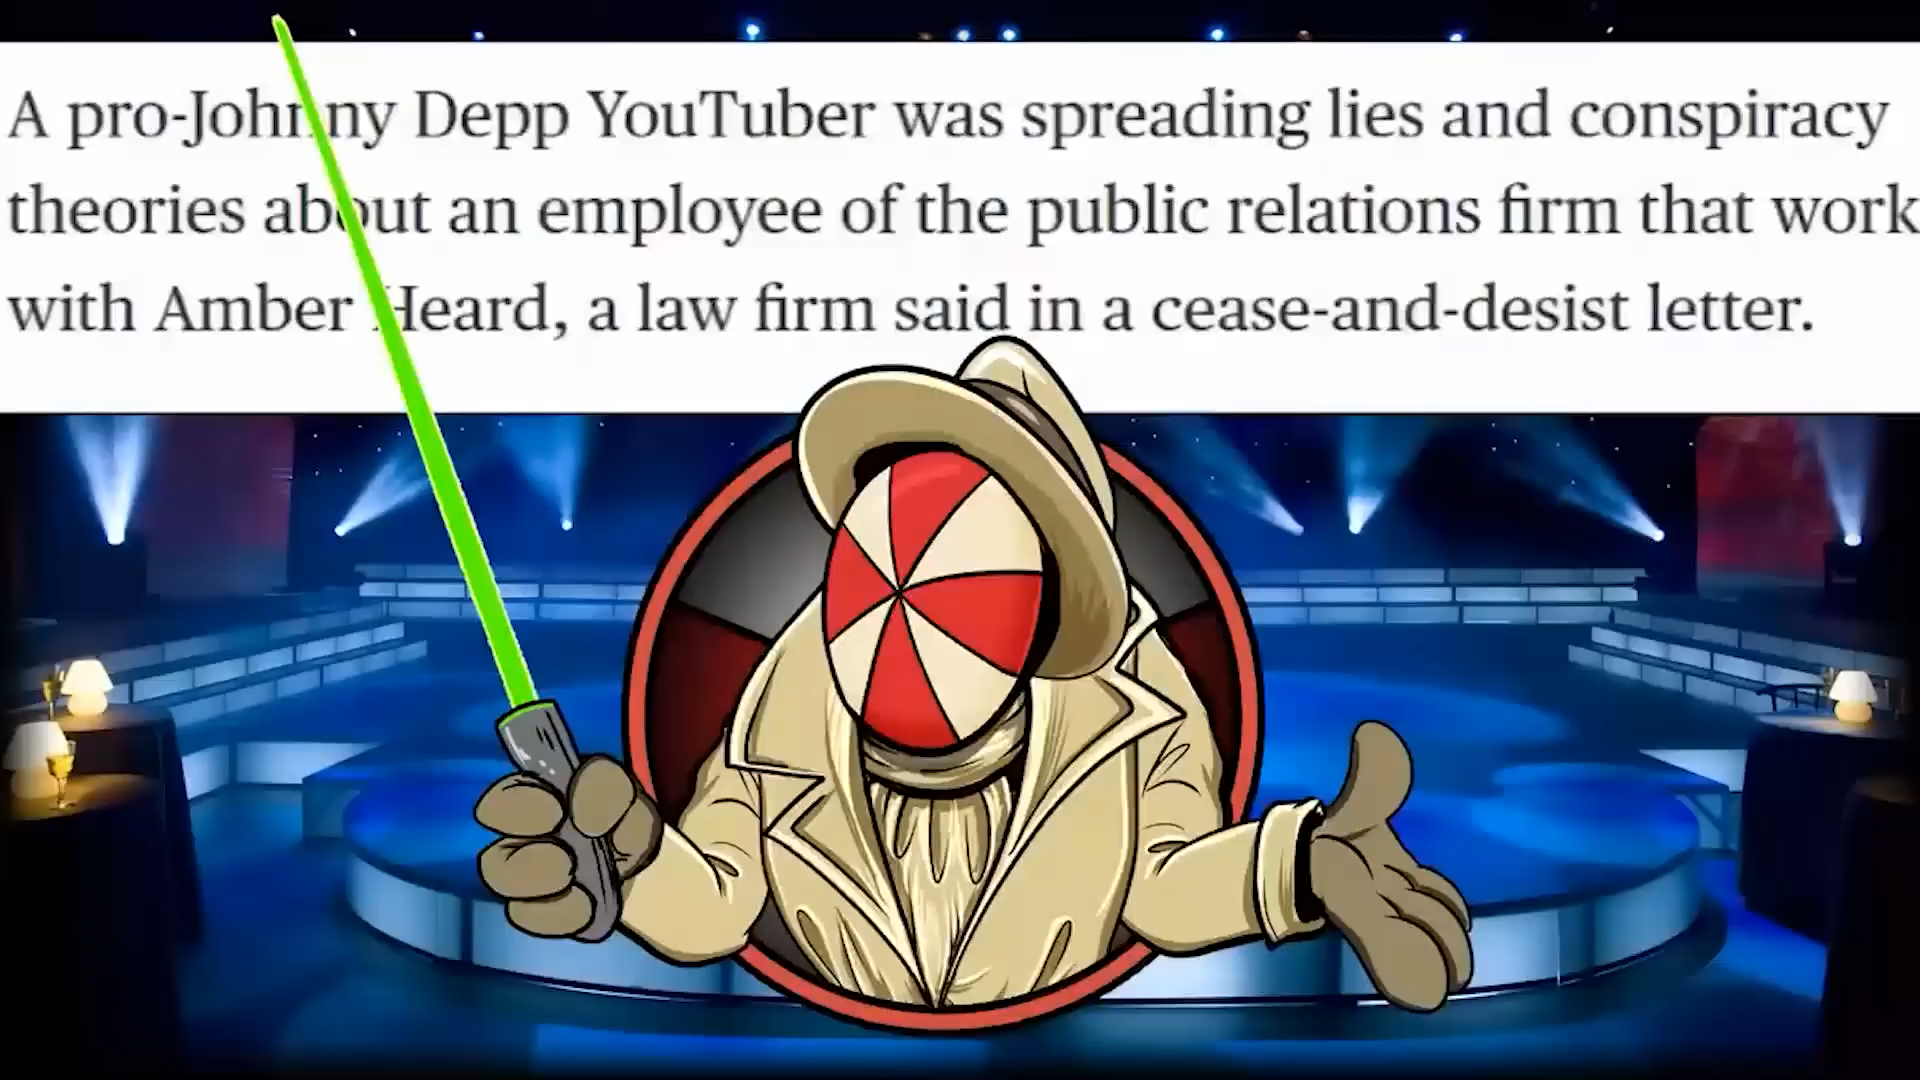 A pro-Johnny Depp YouTuber was spreading lies and conspiracy
theories about an employee of the public relations firm that work
with Amber Heard, a law firm said in a cease-and-desist letter.